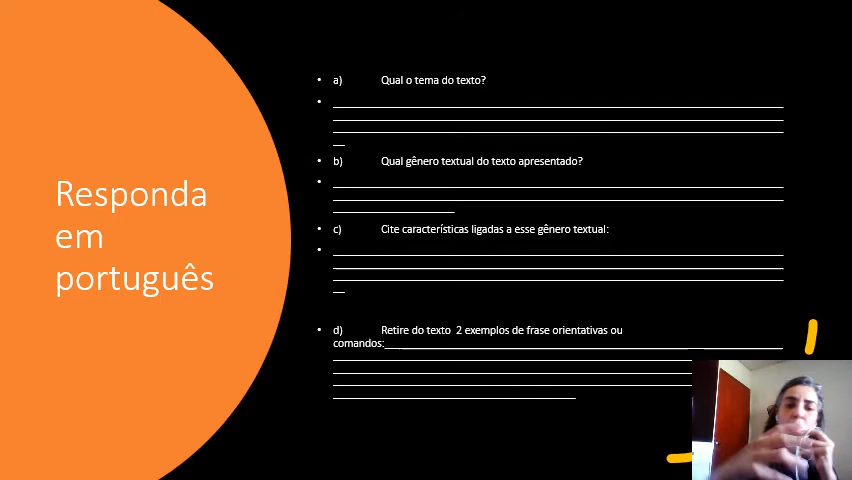 Responda
em
português
• a) Qual o tema do texto?
• b) Qual gênero textual do texto apresentado?
• c) Cite características ligadas a esse gênero textual:
• d) Retire do texto 2 exemplos de frase orientativas ou
comandos: